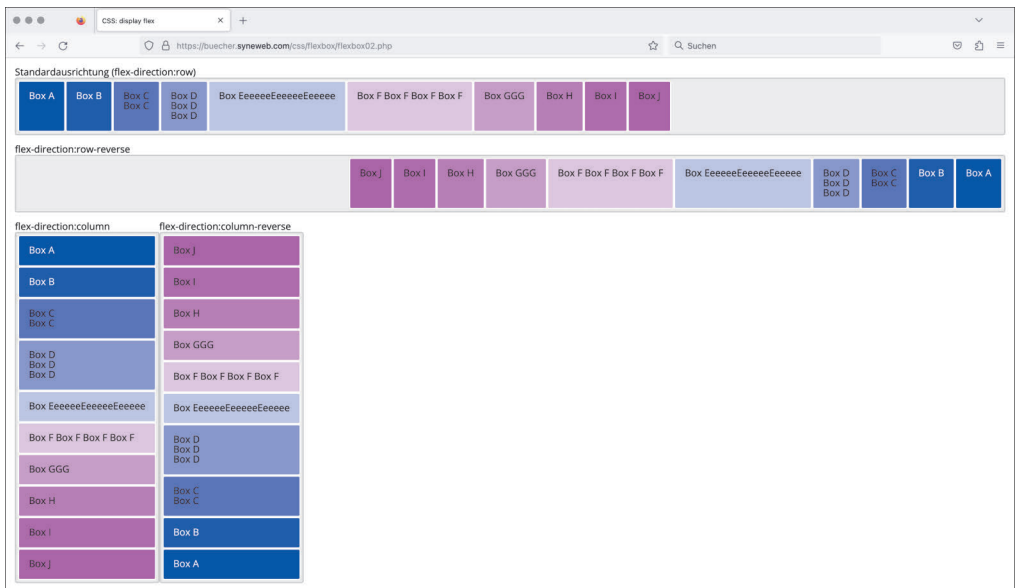 CSS: display flex
https://buecher.syneweb.com/css/flexbox/flexbox02.php
Suchen
Standardausrichtung (flex-direction:row)
Box A
Box B
Box C
Box C
Box D
Box D
Box D
Box EeeeeeEeeeeeEeeeee
Box F Box F Box F Box F
Box GGG
Box H
Box I
Box J
flex-direction:row-reverse
Box J
Box I
Box H
Box GGG
Box F Box F Box F Box F
Box EeeeeeEeeeeeEeeeee
Box D
Box D
Box D
Box C
Box C
Box B
Box A
flex-direction:column
Box A
Box B
Box C
Box C
Box D
Box D
Box D
Box EeeeeeEeeeeeEeeeee
Box F Box F Box F Box F
Box GGG
Box H
Box I
Box J
flex-direction:column-reverse
Box J
Box I
Box H
Box GGG
Box F Box F Box F Box F
Box EeeeeeEeeeeeEeeeee
Box D
Box D
Box D
Box C
Box C
Box B
Box A